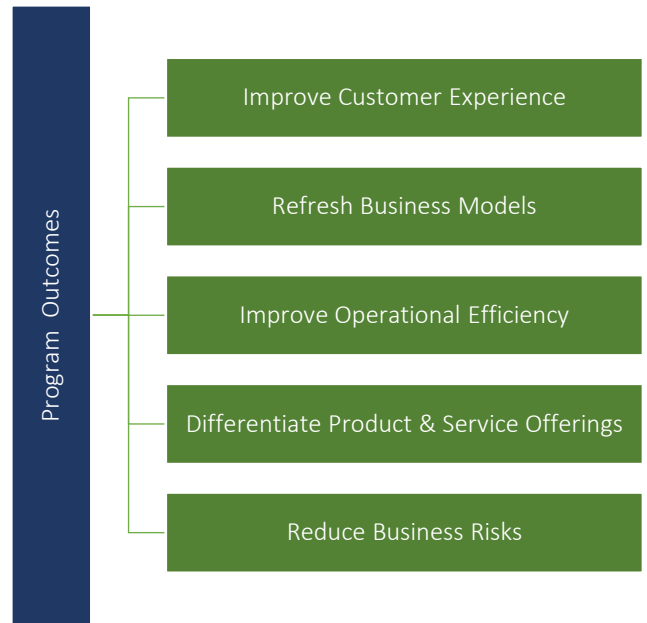 Program Outcomes
Improve Customer Experience
Refresh Business Models
Improve Operational Efficiency
Differentiate Product & Service Offerings
Reduce Business Risks